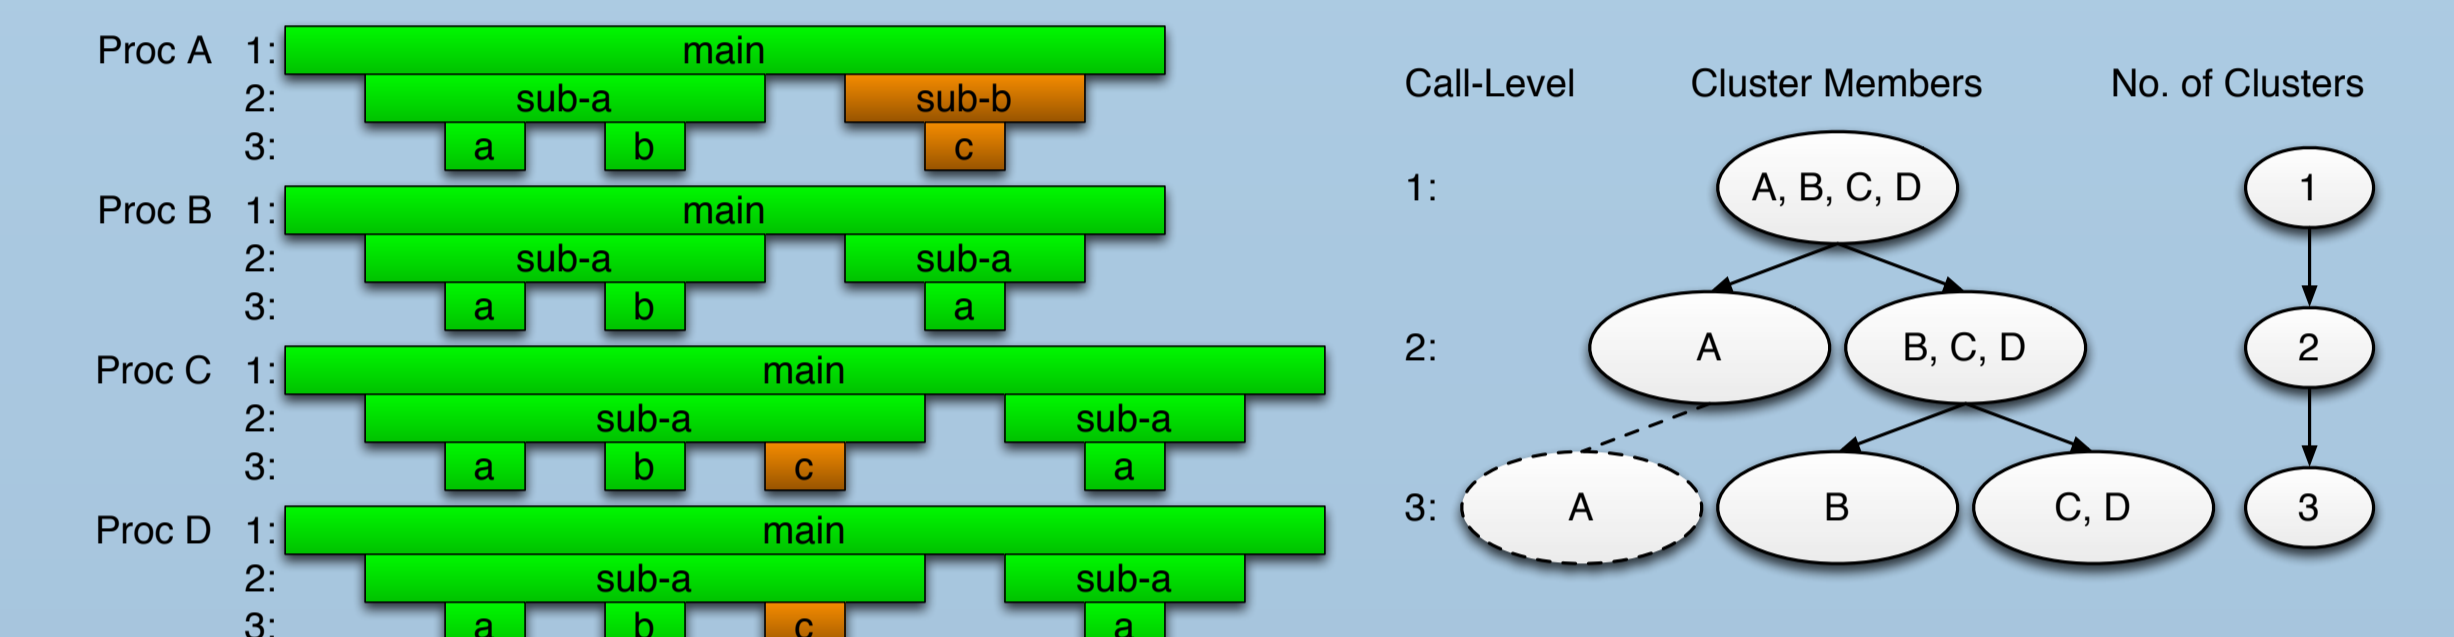 Proc A 1: main
2: sub-a sub-b
3: a b c
Proc B 1: main
2: sub-a sub-a
3: a b a
Proc C 1: main
2: sub-a sub-a
3: a b c a
Proc D 1: main
2: sub-a sub-a
3: a b c a
Call-Level Cluster Members No. of Clusters
1: A, B, C, D 1
2: A B, C, D 2
3: A B C, D 3